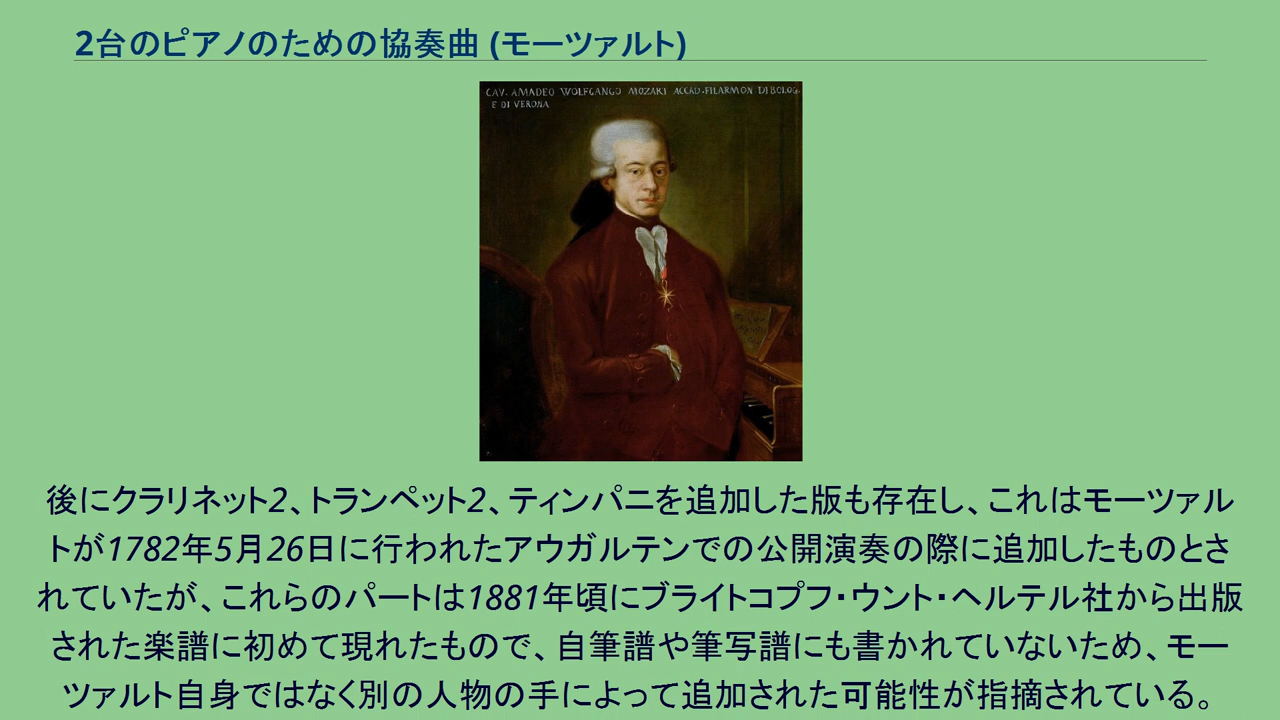 2台のピアノのための協奏曲 (モーツァルト)
CAV. AMADEO WOLFGANGO MOZART ACCAD. FILARMON DI BOLOG.
E DI VERONA
後にクラリネット2、トランペット2、ティンパニを追加した版も存在し、これはモーツァル
トが1782年5月26日に行われたアウガルテンでの公開演奏の際に追加したものとさ
れていたが、これらのパートは1881年頃にブライトコプフ・ウント・ヘルテル社から出版
された楽譜に初めて現れたもので、自筆譜や筆写譜にも書かれていないため、モー
ツァルト自身ではなく別の人物の手によって追加された可能性が指摘されている。